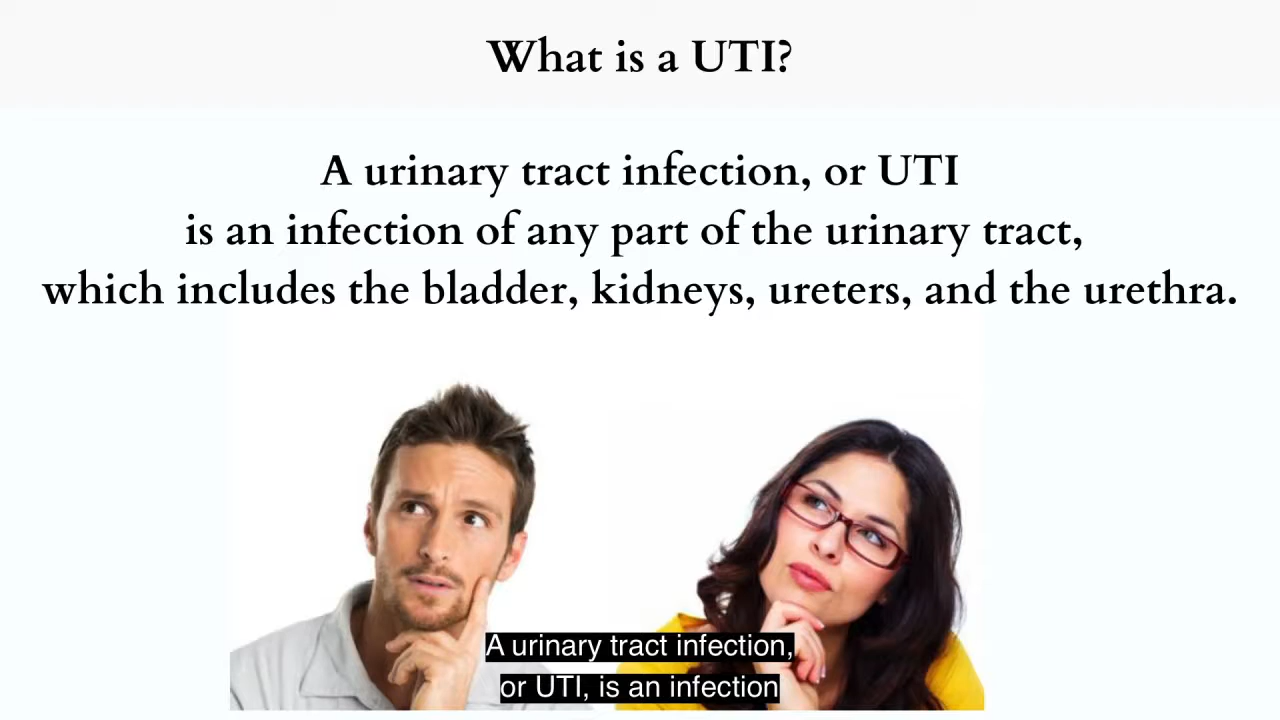 What is a UTI?
A urinary tract infection, or UTI
is an infection of any part of the urinary tract,
which includes the bladder, kidneys, ureters, and the urethra.
A urinary tract infection,
or UTI, is an infection